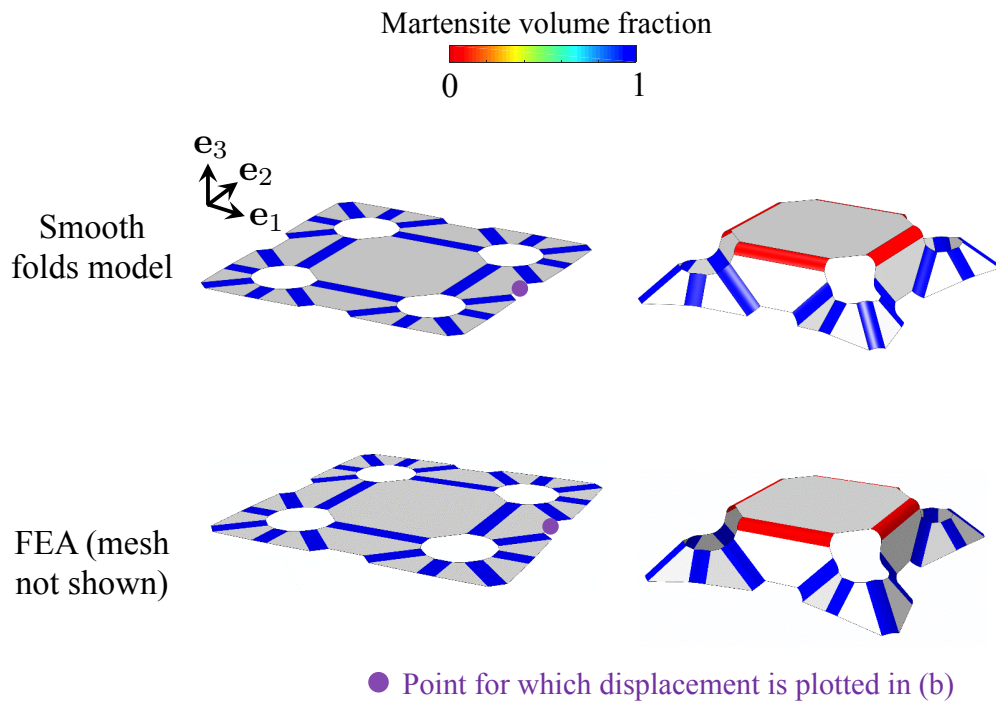 Martensite volume fraction
0 1
e3
e2
e1
Smooth
folds model
FEA (mesh
not shown)
Point for which displacement is plotted in (b)